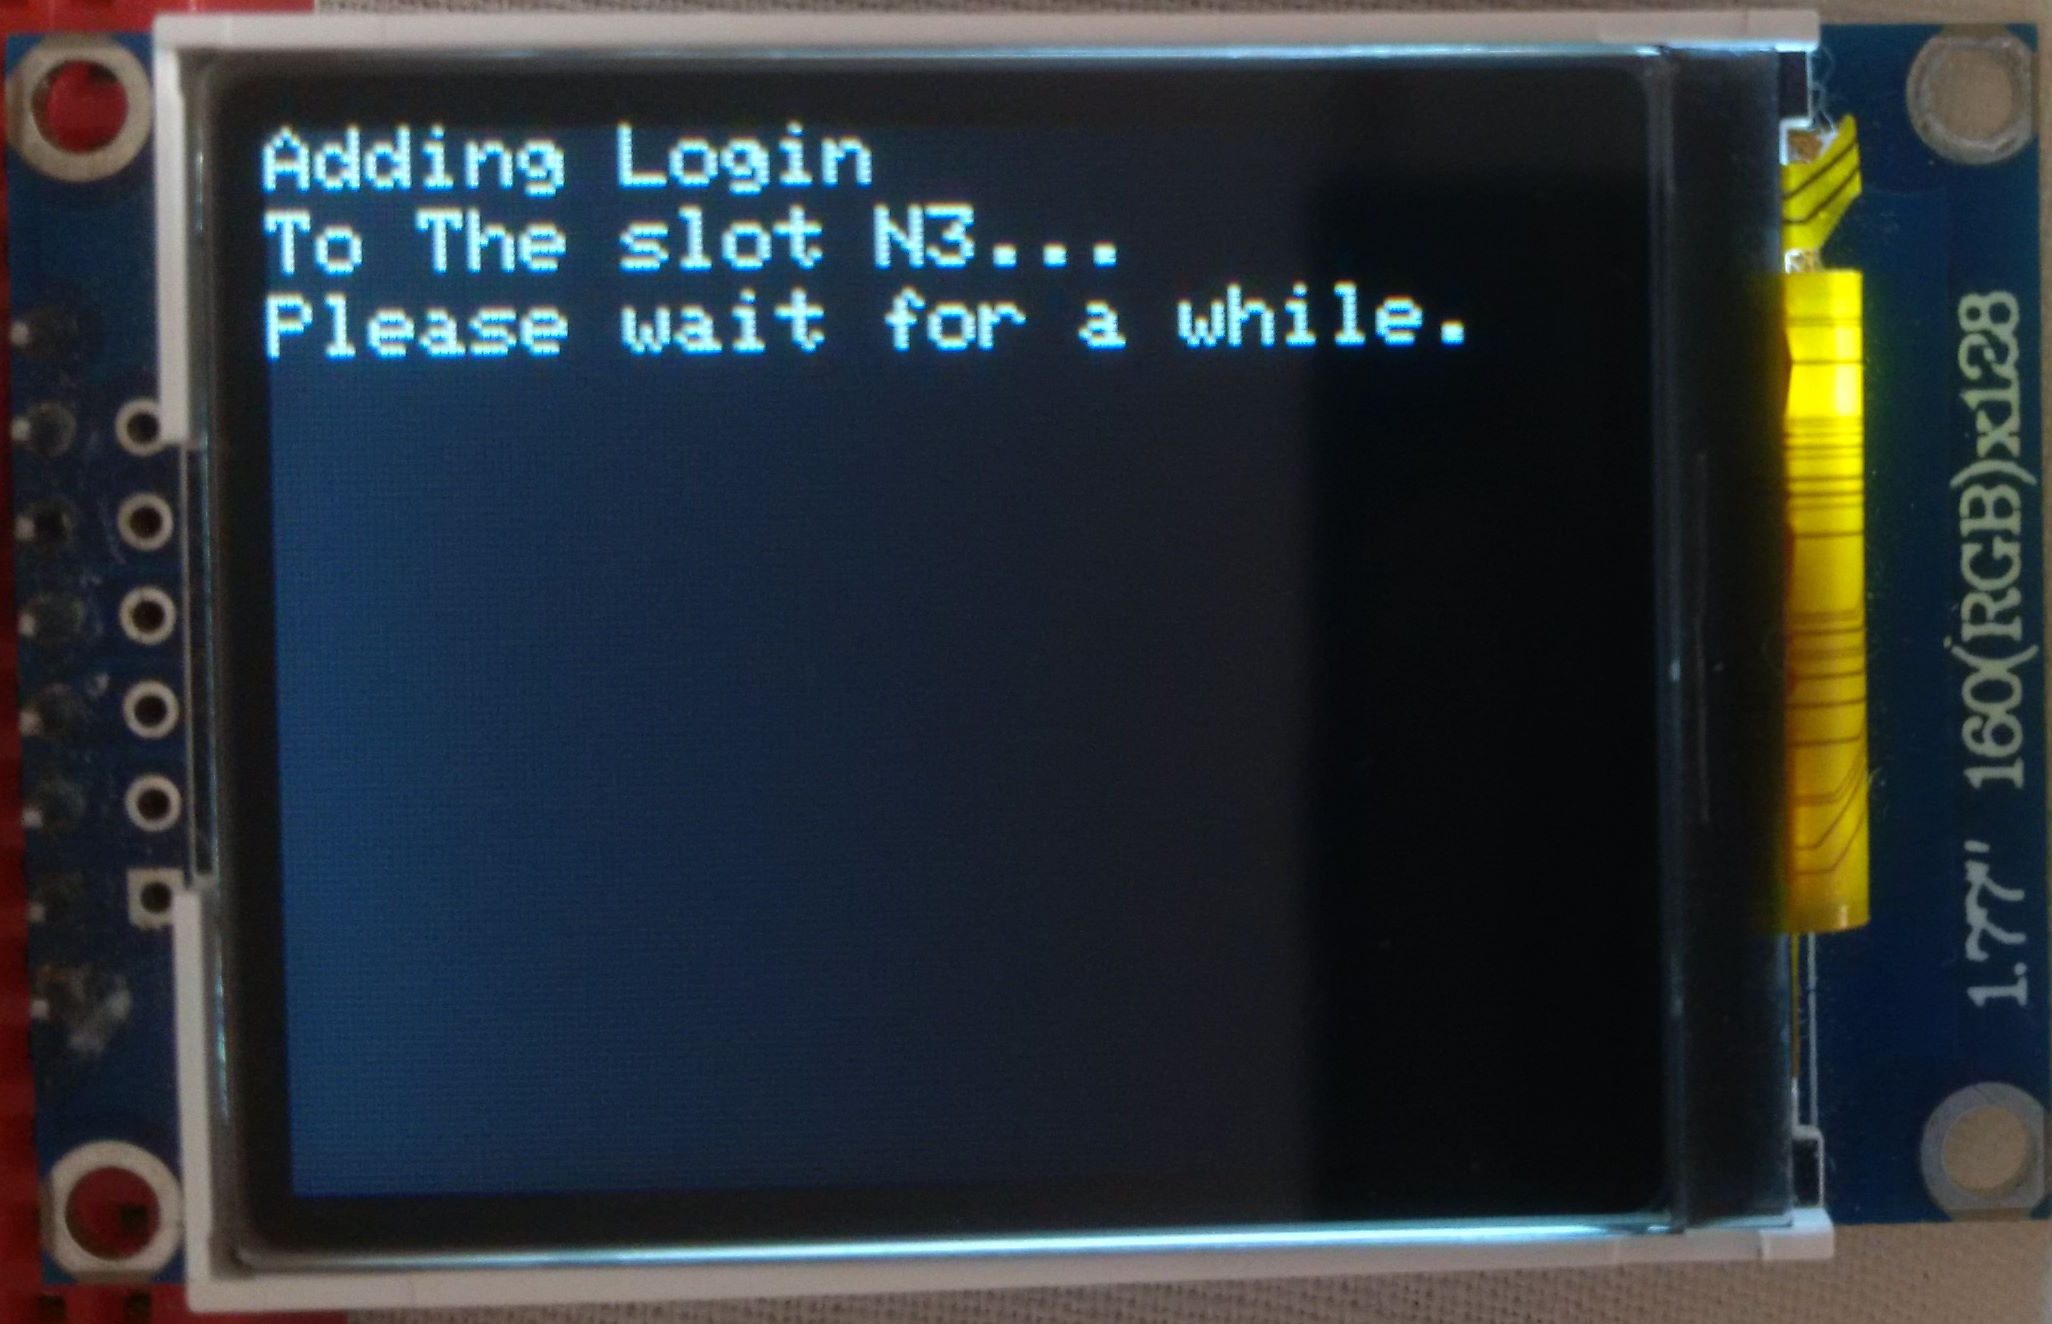 Adding Login
To The slot N3...
Please wait for a while.
1.77" 160(RGB)x128